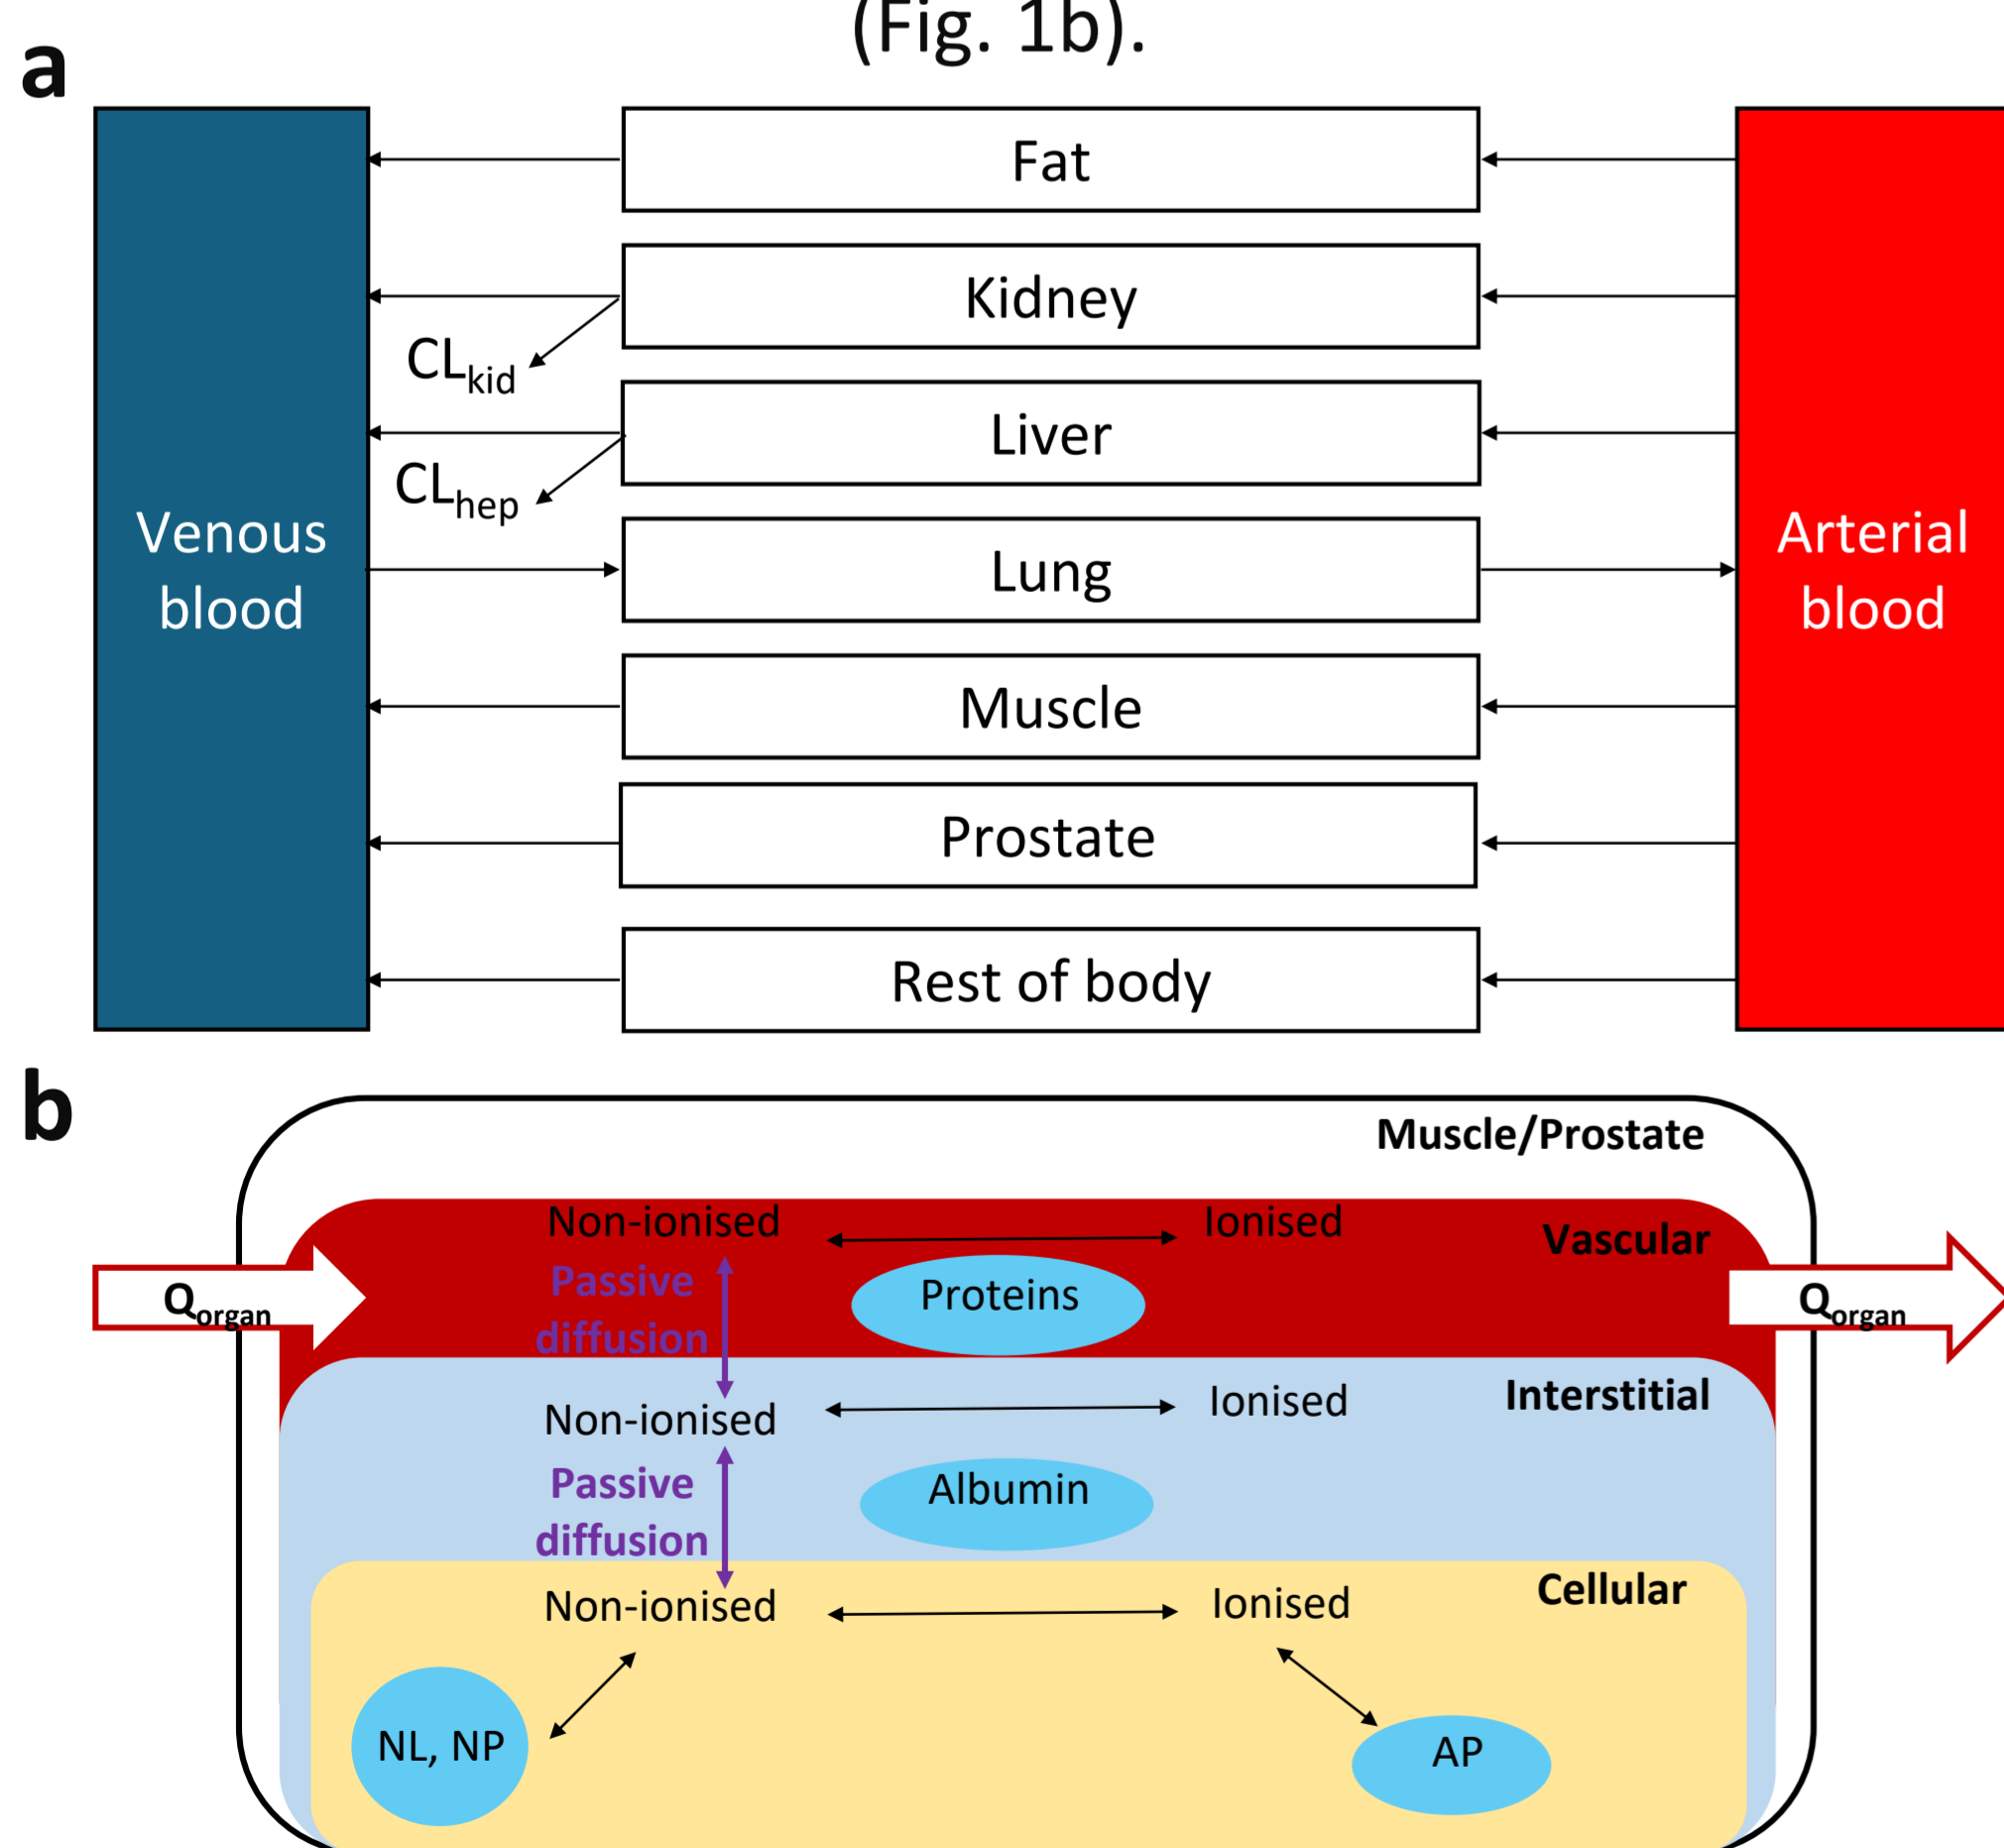 (Fig. 1b).
a
Fat
Kidney
CLkid
Liver
CLhep
Venous
blood
Lung
Arterial
blood
Muscle
Prostate
Rest of body
b
Muscle/Prostate
Non-ionised
Ionised
Vascular
Passive
diffusion
Proteins
Qorgan
Qorgan
Non-ionised
Ionised
Interstitial
Passive
diffusion
Albumin
Cellular
Non-ionised
Ionised
NL, NP
AP